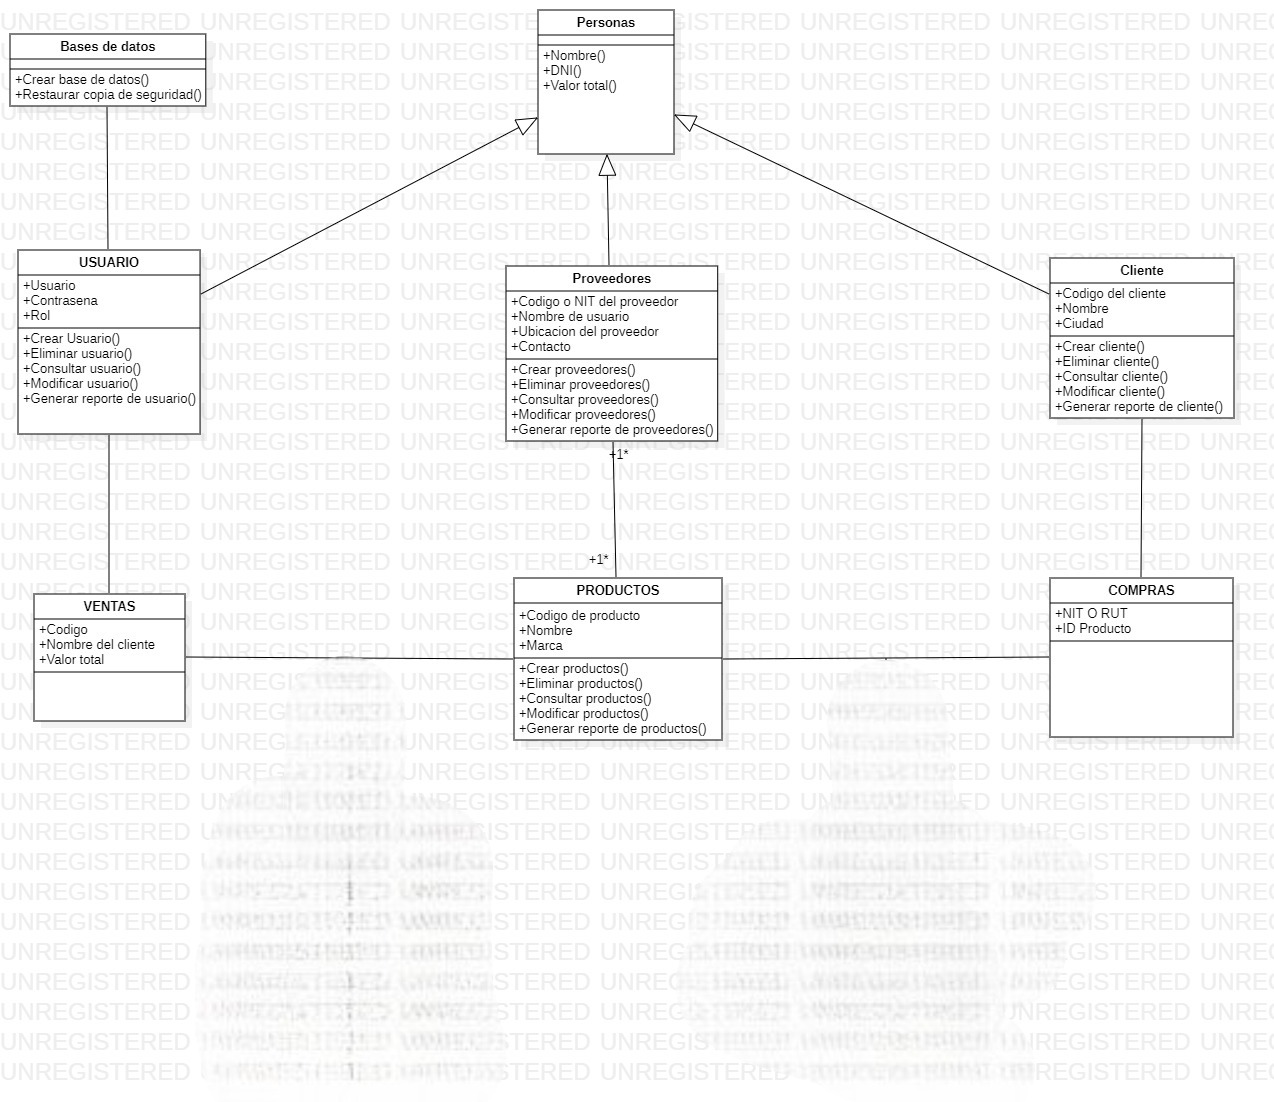 Personas
+Nombre()
+DNI()
+Valor total()
Bases de datos
+Crear base de datos()
+Restaurar copia de seguridad()
USUARIO
+Usuario
+Contrasena
+Rol
+Crear Usuario()
+Eliminar usuario()
+Consultar usuario()
+Modificar usuario()
+Generar reporte de usuario()
Proveedores
+Codigo o NIT del proveedor
+Nombre de usuario
+Ubicacion del proveedor
+Contacto
+Crear proveedores()
+Eliminar proveedores()
+Consultar proveedores()
+Modificar proveedores()
+Generar reporte de proveedores()
Cliente
+Codigo del cliente
+Nombre
+Ciudad
+Crear cliente()
+Eliminar cliente()
+Consultar cliente()
+Modificar cliente()
+Generar reporte de cliente()
+1*
+1*
VENTAS
+Codigo
+Nombre del cliente
+Valor total
PRODUCTOS
+Codigo de producto
+Nombre
+Marca
+Crear productos()
+Eliminar productos()
+Consultar productos()
+Modificar productos()
+Generar reporte de productos()
COMPRAS
+NIT O RUT
+ID Producto
UNREGISTERED